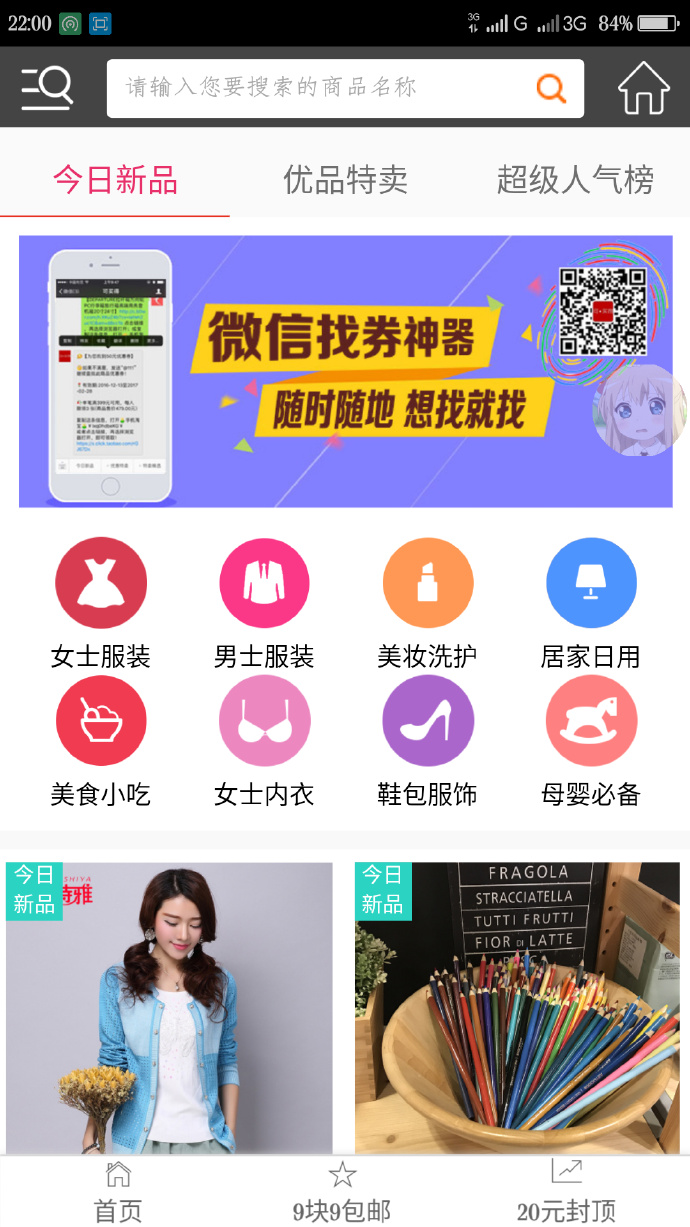 22:00
3G
G
3G
84%
请输入您要搜索的商品名称
今日新品
优品特卖
超级人气榜
微信找券神器
随时随地 想找就找
女士服装
男士服装
美妆洗护
居家日用
美食小吃
女士内衣
鞋包服饰
母婴必备
今日
新品
诗雅
今日
新品
FRAGOLA
STRACCIATELLA
TUTTI FRUTTI
FIOR DI LATTE
首页
9块9包邮
20元封顶